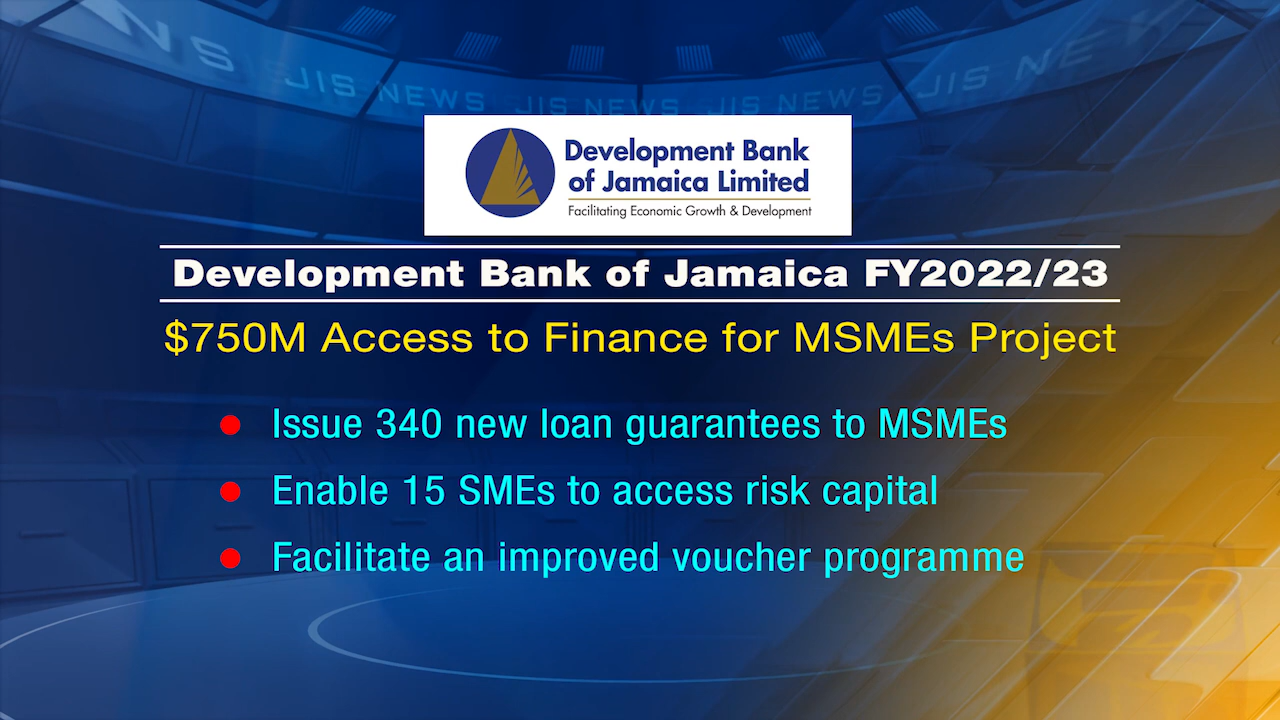 NS JIS NEWS JIS NEWS JIS NEWS JIS NEW
Development Bank
of Jamaica Limited
Facilitating Economic Growth & Development
Development Bank of Jamaica FY2022/23
$750M Access to Finance for MSMEs Project
● Issue 340 new loan guarantees to MSMEs
● Enable 15 SMEs to access risk capital
● Facilitate an improved voucher programme